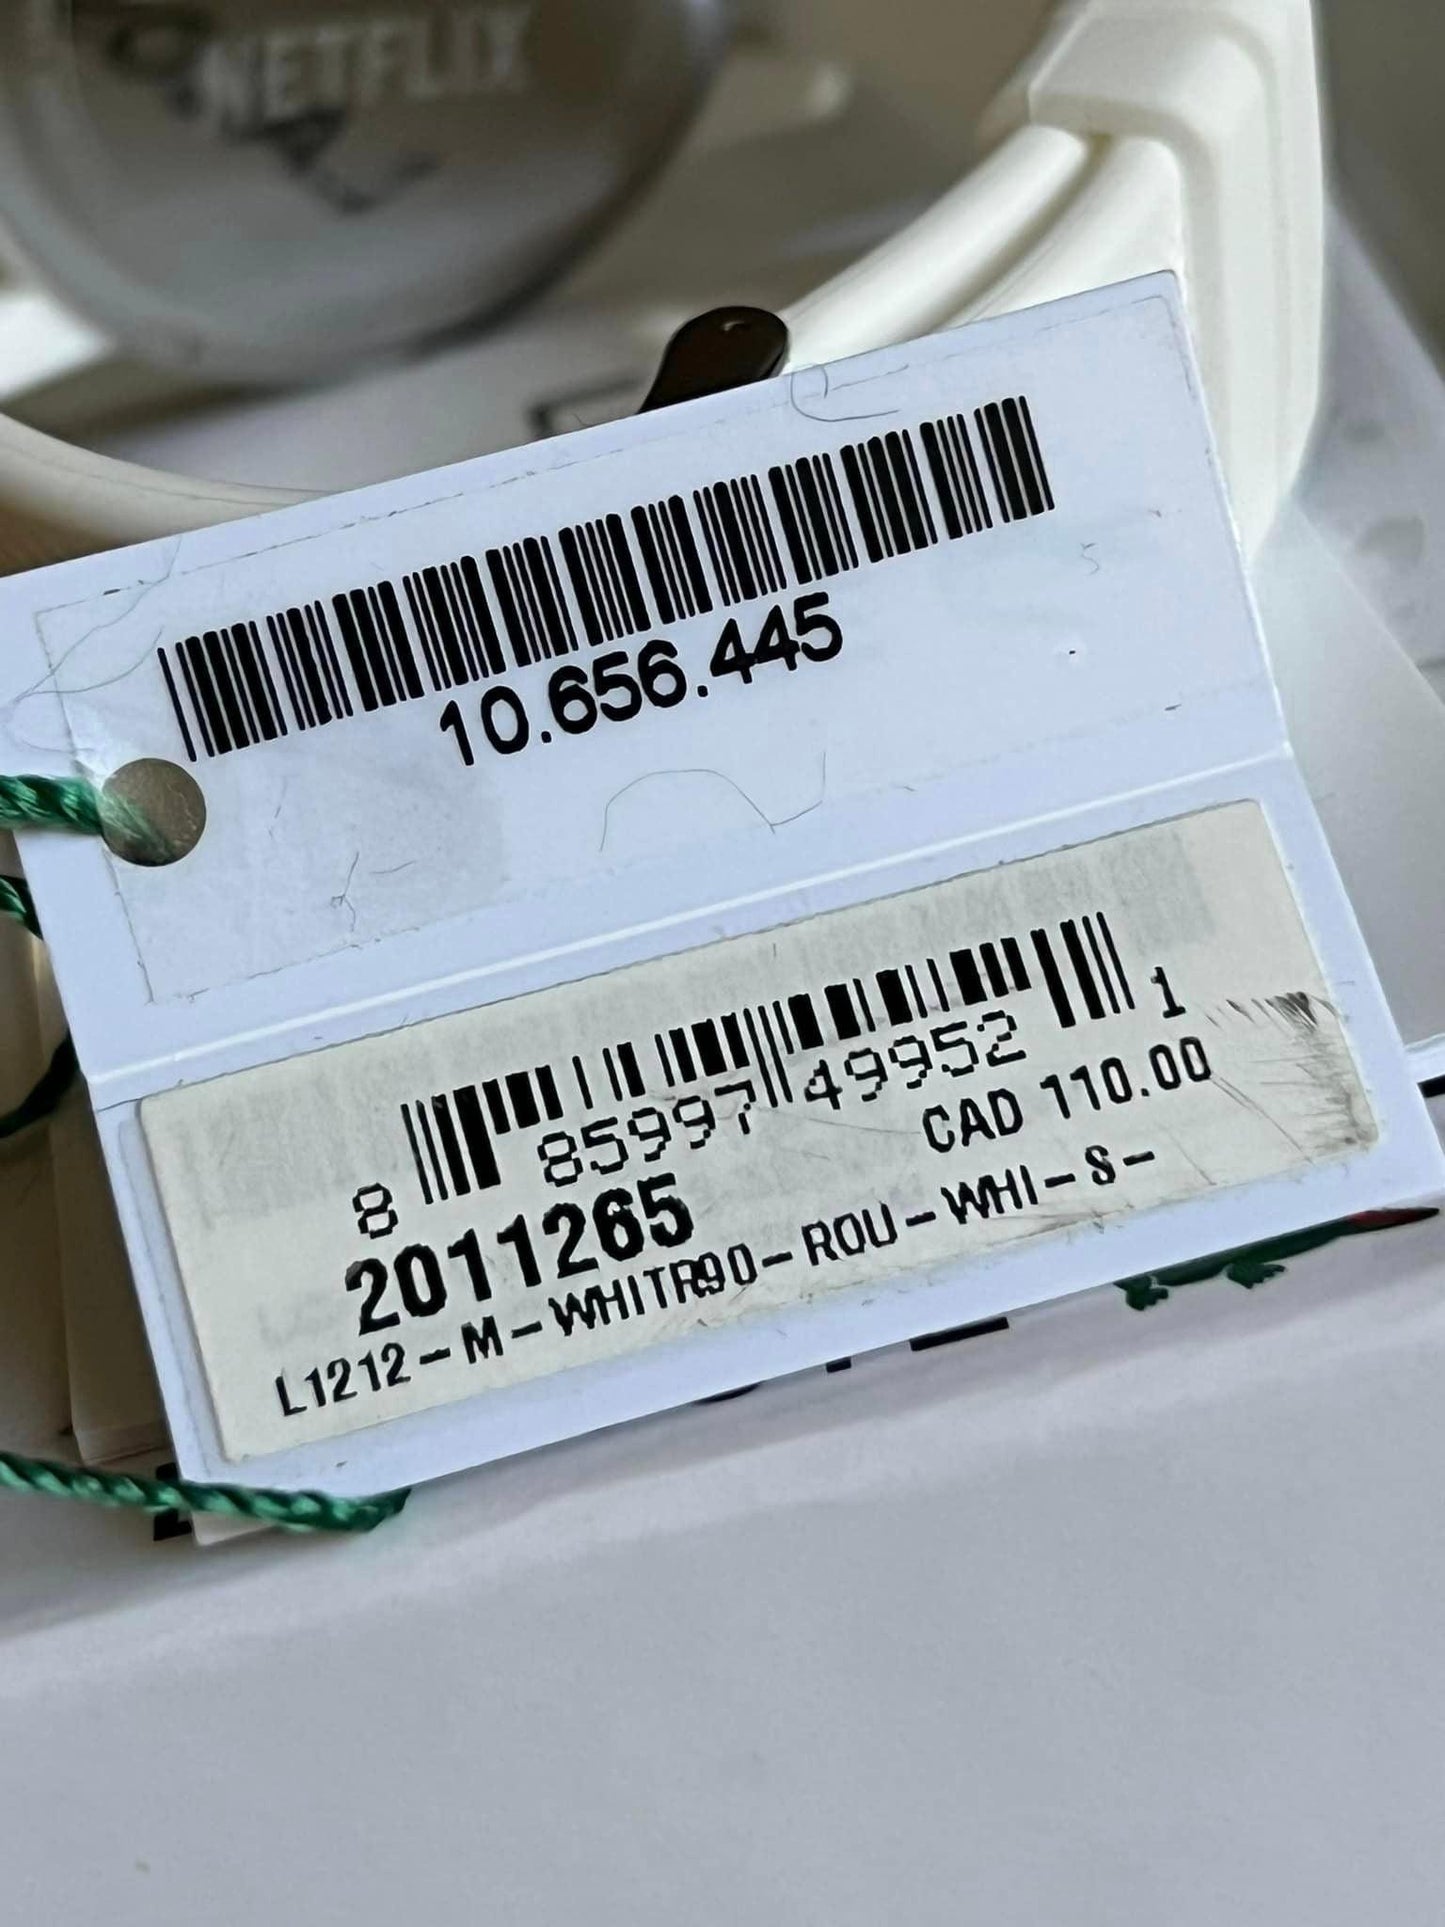 NETFLIX
10.656.445
8 85997 49952 1
CAD 110.00
2011265
L1212-M-WHITR90-ROU-WHI-S-